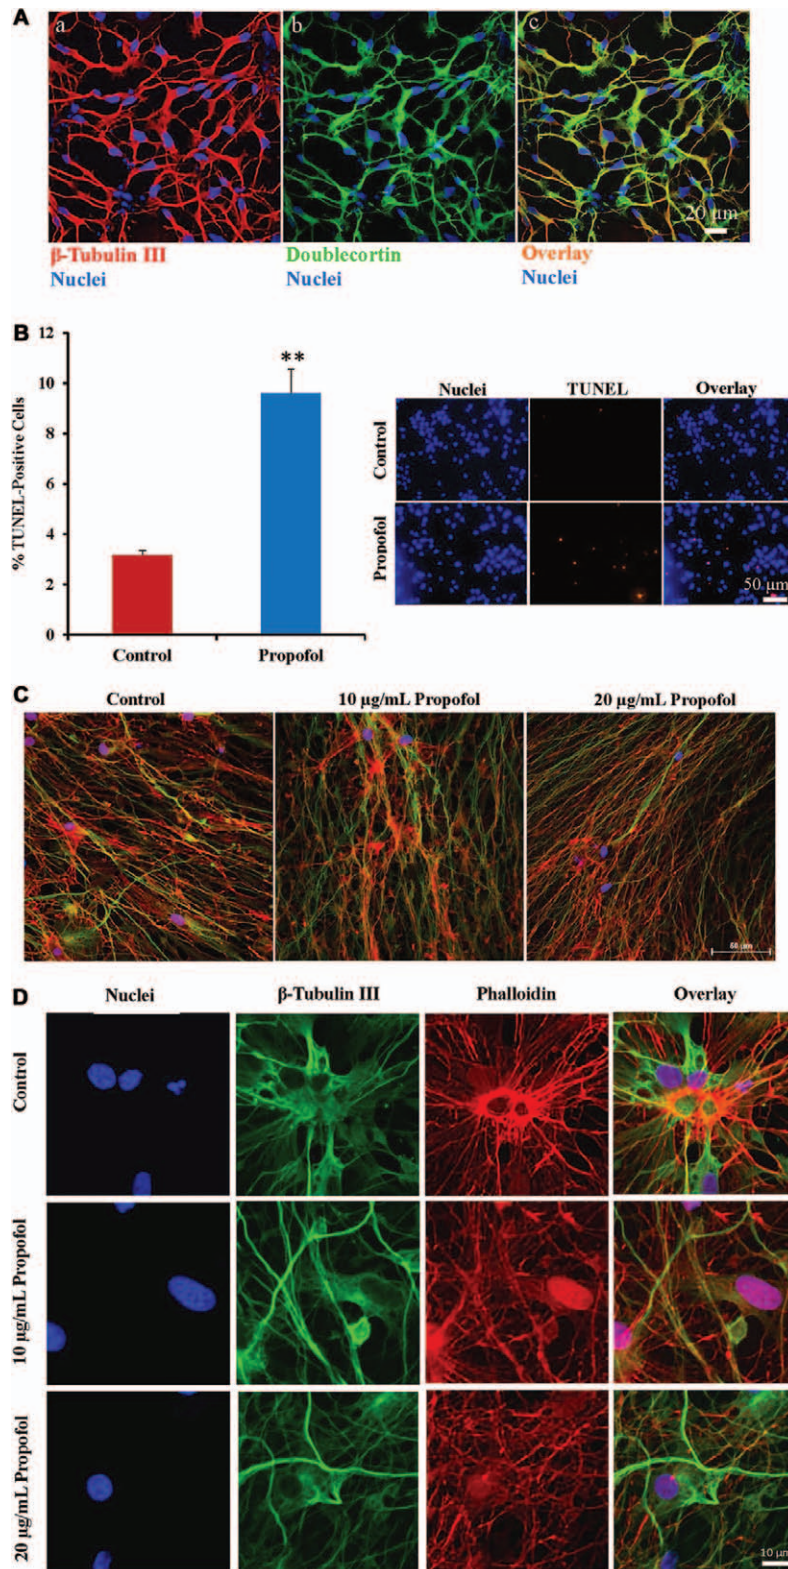 A
a b c
20 µm
β-Tubulin III Doublecortin Overlay
Nuclei Nuclei Nuclei
B
% TUNEL-Positive Cells
12
10
8
6
4
2
0
**
Control Propofol
Nuclei TUNEL Overlay
Control
Propofol
50 µm
C
Control 10 µg/mL Propofol 20 µg/mL Propofol
D
Nuclei β-Tubulin III Phalloidin Overlay
Control
10 µg/mL Propofol
20 µg/mL Propofol
10 µm